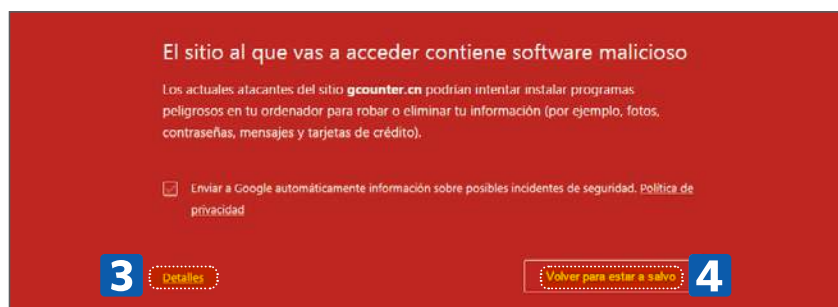 El sitio al que vas a acceder contiene software malicioso
Los actuales atacantes del sitio gcounter.cn podrían intentar instalar programas
peligrosos en tu ordenador para robar o eliminar tu información (por ejemplo, fotos,
contraseñas, mensajes y tarjetas de crédito).
Enviar a Google automáticamente información sobre posibles incidentes de seguridad. Política de
privacidad
3 Detalles Volver para estar a salvo 4